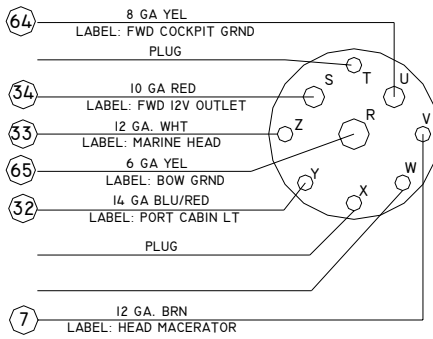 64
8 GA YEL
LABEL: FWD COCKPIT GRND
PLUG
34
10 GA RED
LABEL: FWD 12V OUTLET
33
12 GA. WHT
LABEL: MARINE HEAD
65
6 GA YEL
LABEL: BOW GRND
32
14 GA BLU/RED
LABEL: PORT CABIN LT
PLUG
7
12 GA. BRN
LABEL: HEAD MACERATOR
S
T
U
Z
R
V
Y
X
W